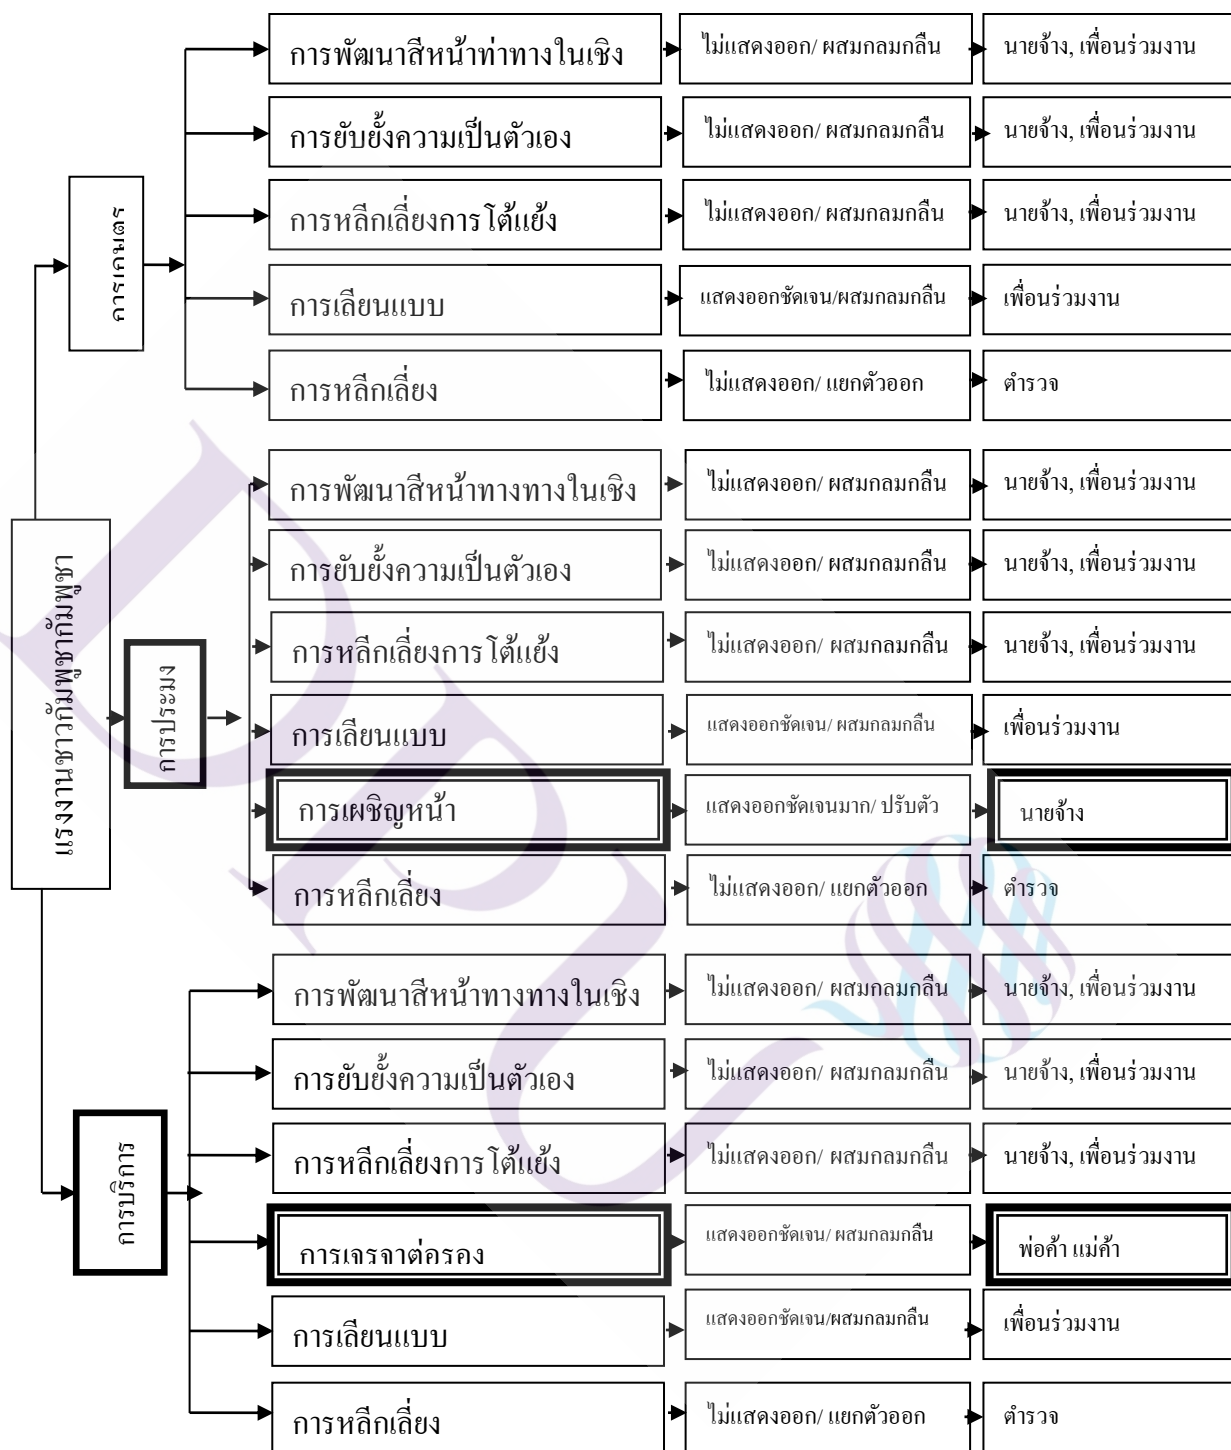 การพัฒนาสีหน้าท่าทางในเชิง
ไม่แสดงออก/ ผสมกลมกลืน
นายจ้าง, เพื่อนร่วมงาน
การยับยั้งความเป็นตัวเอง
ไม่แสดงออก/ ผสมกลมกลืน
นายจ้าง, เพื่อนร่วมงาน
การเกษตร
การหลีกเลี่ยงการโต้แย้ง
ไม่แสดงออก/ ผสมกลมกลืน
นายจ้าง, เพื่อนร่วมงาน
การเลียนแบบ
แสดงออกชัดเจน/ผสมกลมกลืน
เพื่อนร่วมงาน
การหลีกเลี่ยง
ไม่แสดงออก/ แยกตัวออก
ตำรวจ
แรงงานต่างชาวกัมพูชากัมพูชา
การประมง
การพัฒนาสีหน้าทางทางในเชิง
ไม่แสดงออก/ ผสมกลมกลืน
นายจ้าง, เพื่อนร่วมงาน
การยับยั้งความเป็นตัวเอง
ไม่แสดงออก/ ผสมกลมกลืน
นายจ้าง, เพื่อนร่วมงาน
การหลีกเลี่ยงการโต้แย้ง
ไม่แสดงออก/ ผสมกลมกลืน
นายจ้าง, เพื่อนร่วมงาน
การเลียนแบบ
แสดงออกชัดเจน/ ผสมกลมกลืน
เพื่อนร่วมงาน
การเผชิญหน้า
แสดงออกชัดเจนมาก/ ปรับตัว
นายจ้าง
การหลีกเลี่ยง
ไม่แสดงออก/ แยกตัวออก
ตำรวจ
การบริการ
การพัฒนาสีหน้าทางทางในเชิง
ไม่แสดงออก/ ผสมกลมกลืน
นายจ้าง, เพื่อนร่วมงาน
การยับยั้งความเป็นตัวเอง
ไม่แสดงออก/ ผสมกลมกลืน
นายจ้าง, เพื่อนร่วมงาน
การหลีกเลี่ยงการโต้แย้ง
ไม่แสดงออก/ ผสมกลมกลืน
นายจ้าง, เพื่อนร่วมงาน
การเจรจาต่อรอง
แสดงออกชัดเจน/ ผสมกลมกลืน
พ่อค้า แม่ค้า
การเลียนแบบ
แสดงออกชัดเจน/ผสมกลมกลืน
เพื่อนร่วมงาน
การหลีกเลี่ยง
ไม่แสดงออก/ แยกตัวออก
ตำรวจ
DPU